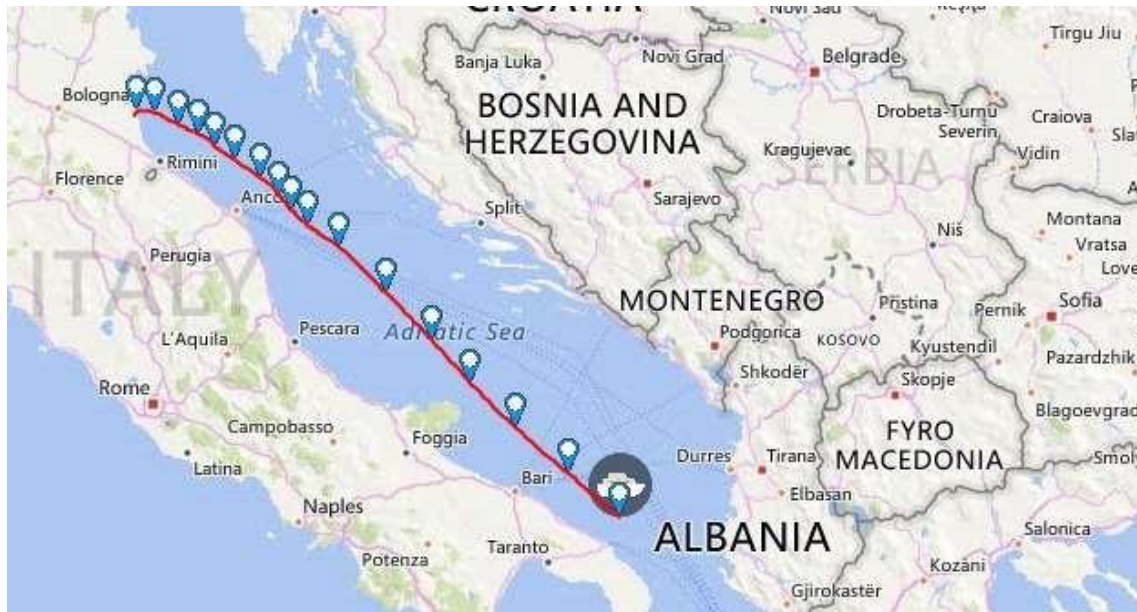 CROATIA
Novi Sad
Tirgu Jiu
Banja Luka
Novi Grad
Belgrade
Bologna
BOSNIA AND
HERZEGOVINA
Drobeta-Turnu
Severin
Craiova
Rimini
Kragujevac
SERBIA
Vidin
Florence
Sarajevo
Anco
Split
Niš
Montana
Vratsa
ITALY
Perugia
MONTENEGRO
Priština
Pernik
Sofia
Adriatic Sea
Pescara
L'Aquila
Podgorica
KOSOVO
Kyustendil
Pazardzhik
Shkodër
Skopje
Rome
Blagoevgrad
Campobasso
Foggia
FYRO
MACEDONIA
Latina
Durres
Tirana
Bari
Elbasan
Naples
ALBANIA
Salonica
Taranto
Potenza
Kozani
Gjirokastër